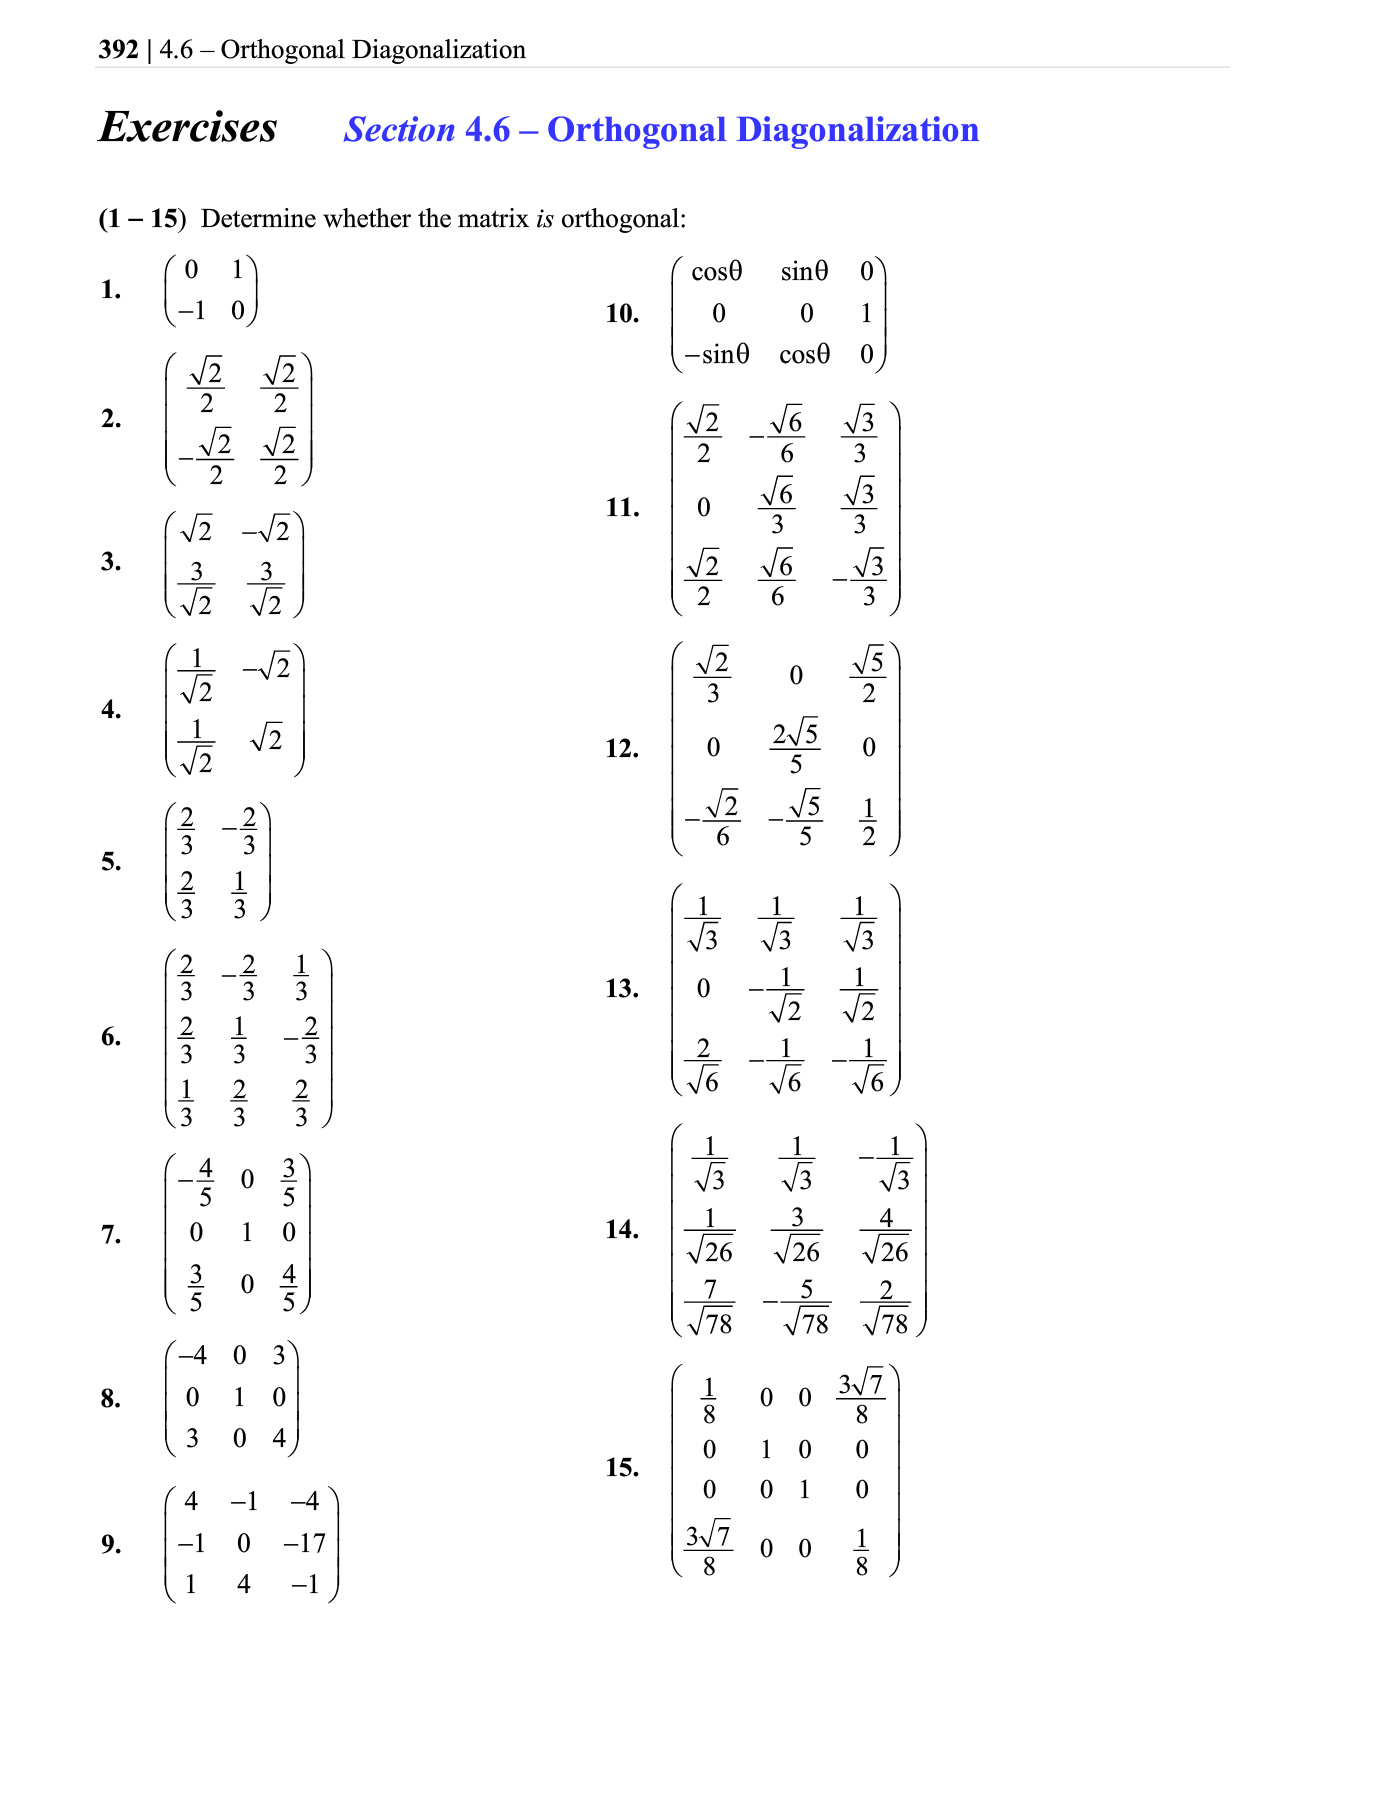 392 | 4.6 – Orthogonal Diagonalization
Exercises Section 4.6 – Orthogonal Diagonalization
(1 – 15) Determine whether the matrix is orthogonal:
1. \begin{pmatrix} 0 & 1 \\ -1 & 0 \end{pmatrix}
2. \begin{pmatrix} \frac{\sqrt{2}}{2} & \frac{\sqrt{2}}{2} \\ -\frac{\sqrt{2}}{2} & \frac{\sqrt{2}}{2} \end{pmatrix}
3. \begin{pmatrix} \sqrt{2} & -\sqrt{2} \\ \frac{3}{\sqrt{2}} & \frac{3}{\sqrt{2}} \end{pmatrix}
4. \begin{pmatrix} \frac{1}{\sqrt{2}} & -\sqrt{2} \\ \frac{1}{\sqrt{2}} & \sqrt{2} \end{pmatrix}
5. \begin{pmatrix} \frac{2}{3} & -\frac{2}{3} \\ \frac{2}{3} & \frac{1}{3} \end{pmatrix}
6. \begin{pmatrix} \frac{2}{3} & -\frac{2}{3} & \frac{1}{3} \\ \frac{2}{3} & \frac{1}{3} & -\frac{2}{3} \\ \frac{1}{3} & \frac{2}{3} & \frac{2}{3} \end{pmatrix}
7. \begin{pmatrix} -\frac{4}{5} & 0 & \frac{3}{5} \\ 0 & 1 & 0 \\ \frac{3}{5} & 0 & \frac{4}{5} \end{pmatrix}
8. \begin{pmatrix} -4 & 0 & 3 \\ 0 & 1 & 0 \\ 3 & 0 & 4 \end{pmatrix}
9. \begin{pmatrix} 4 & -1 & -4 \\ -1 & 0 & -17 \\ 1 & 4 & -1 \end{pmatrix}
10. \begin{pmatrix} cosθ & sinθ & 0 \\ 0 & 0 & 1 \\ -sinθ & cosθ & 0 \end{pmatrix}
11. \begin{pmatrix} \frac{\sqrt{2}}{2} & -\frac{\sqrt{6}}{6} & \frac{\sqrt{3}}{3} \\ 0 & \frac{\sqrt{6}}{3} & \frac{\sqrt{3}}{3} \\ \frac{\sqrt{2}}{2} & \frac{\sqrt{6}}{6} & -\frac{\sqrt{3}}{3} \end{pmatrix}
12. \begin{pmatrix} \frac{\sqrt{2}}{3} & 0 & \frac{\sqrt{5}}{2} \\ 0 & \frac{2\sqrt{5}}{5} & 0 \\ -\frac{\sqrt{2}}{6} & -\frac{\sqrt{5}}{5} & \frac{1}{2} \end{pmatrix}
13. \begin{pmatrix} \frac{1}{\sqrt{3}} & \frac{1}{\sqrt{3}} & \frac{1}{\sqrt{3}} \\ 0 & -\frac{1}{\sqrt{2}} & \frac{1}{\sqrt{2}} \\ \frac{2}{\sqrt{6}} & -\frac{1}{\sqrt{6}} & -\frac{1}{\sqrt{6}} \end{pmatrix}
14. \begin{pmatrix} \frac{1}{\sqrt{3}} & \frac{1}{\sqrt{3}} & -\frac{1}{\sqrt{3}} \\ \frac{1}{\sqrt{26}} & \frac{3}{\sqrt{26}} & \frac{4}{\sqrt{26}} \\ \frac{7}{\sqrt{78}} & -\frac{5}{\sqrt{78}} & \frac{2}{\sqrt{78}} \end{pmatrix}
15. \begin{pmatrix} \frac{1}{8} & 0 & 0 & \frac{3\sqrt{7}}{8} \\ 0 & 1 & 0 & 0 \\ 0 & 0 & 1 & 0 \\ \frac{3\sqrt{7}}{8} & 0 & 0 & \frac{1}{8} \end{pmatrix}